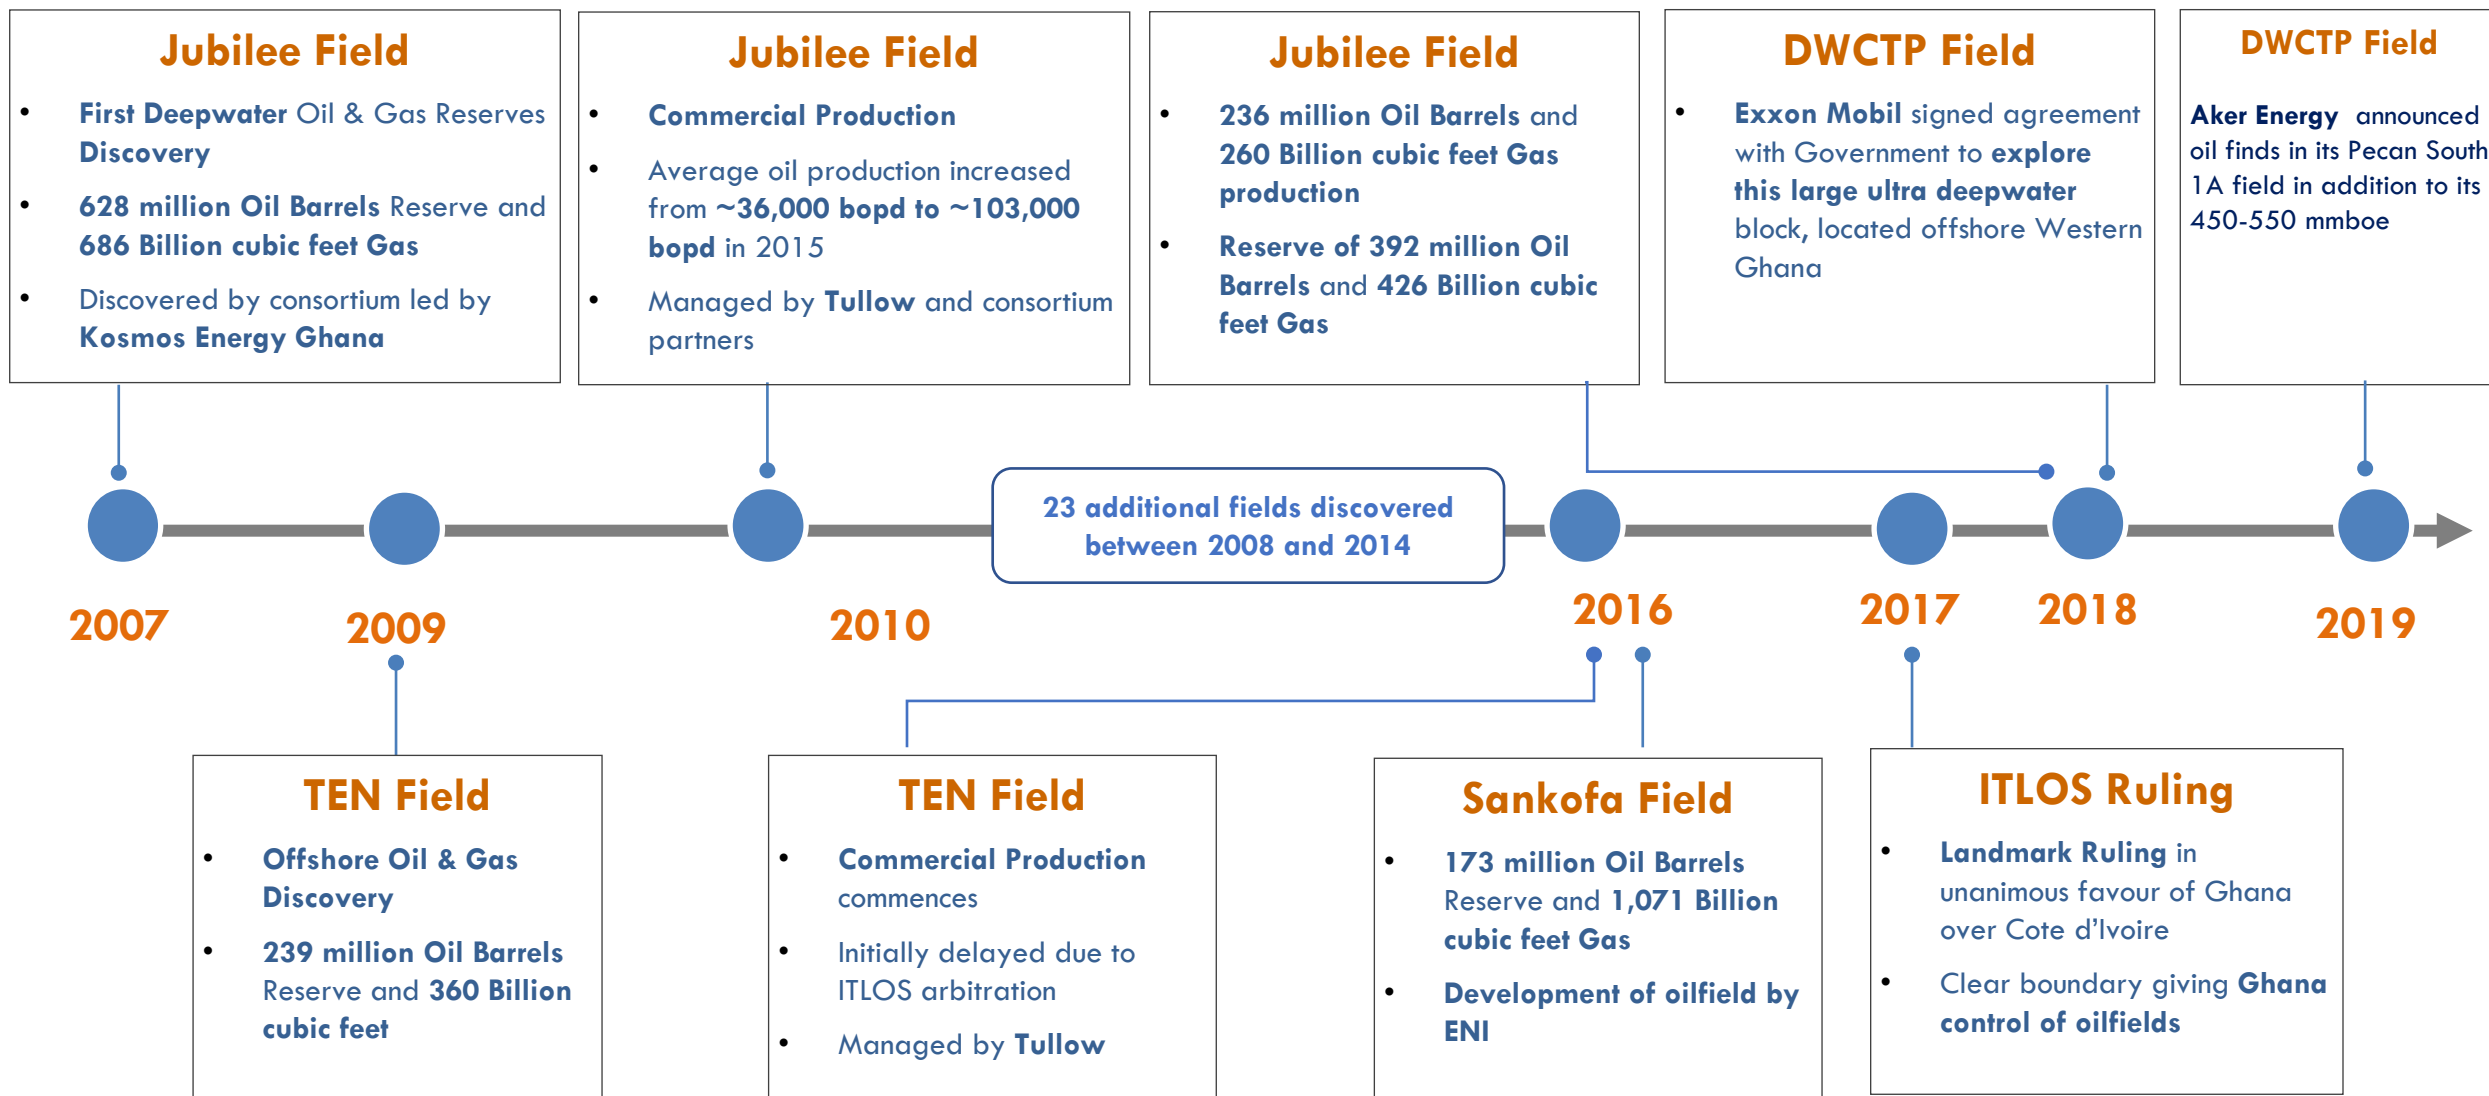 Jubilee Field
• First Deepwater Oil & Gas Reserves
Discovery
• 628 million Oil Barrels Reserve and
686 Billion cubic feet Gas
• Discovered by consortium led by
Kosmos Energy Ghana
Jubilee Field
• Commercial Production
• Average oil production increased
from ~36,000 bopd to ~103,000
bopd in 2015
• Managed by Tullow and consortium
partners
Jubilee Field
• 236 million Oil Barrels and
260 Billion cubic feet Gas
production
• Reserve of 392 million Oil
Barrels and 426 Billion cubic
feet Gas
DWCTP Field
• Exxon Mobil signed agreement
with Government to explore
this large ultra deepwater
block, located offshore Western
Ghana
DWCTP Field
Aker Energy announced
oil finds in its Pecan South
1A field in addition to its
450-550 mmboe
23 additional fields discovered
between 2008 and 2014
2007
2009
2010
2016
2017
2018
2019
TEN Field
• Offshore Oil & Gas
Discovery
• 239 million Oil Barrels
Reserve and 360 Billion
cubic feet
TEN Field
• Commercial Production
commences
• Initially delayed due to
ITLOS arbitration
• Managed by Tullow
Sankofa Field
• 173 million Oil Barrels
Reserve and 1,071 Billion
cubic feet Gas
• Development of oilfield by
ENI
ITLOS Ruling
• Landmark Ruling in
unanimous favour of Ghana
over Cote d'Ivoire
• Clear boundary giving Ghana
control of oilfields